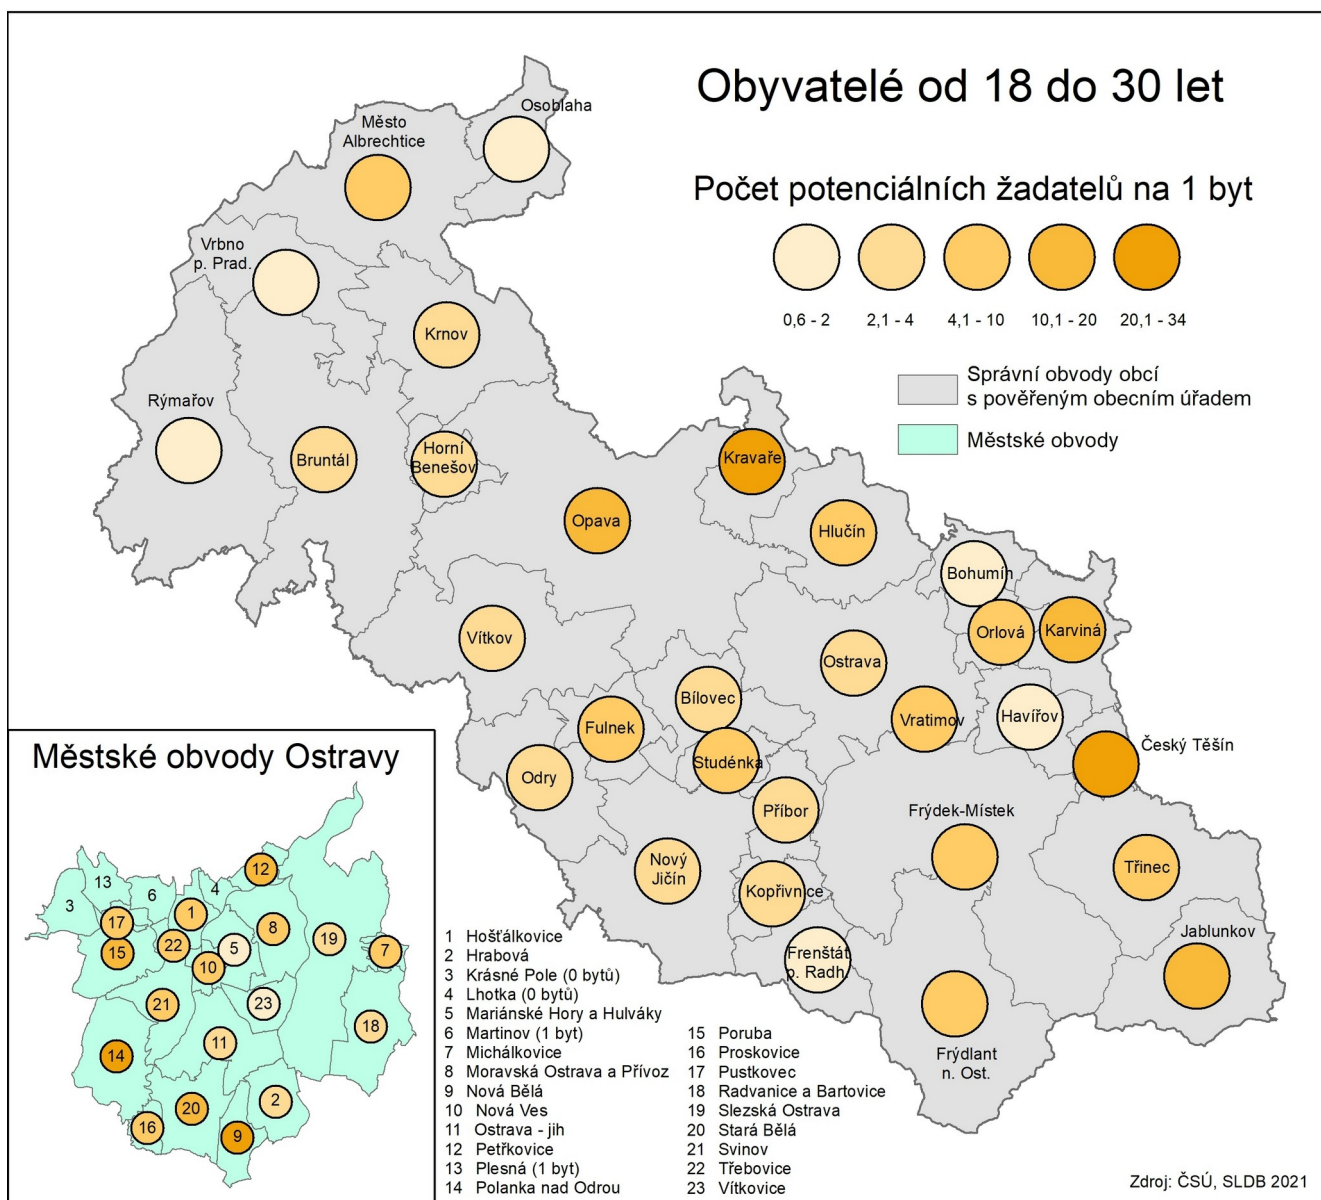 Obyvatelé od 18 do 30 let
Počet potenciálních žadatelů na 1 byt
0,6 - 2
2,1 - 4
4,1 - 10
10,1 - 20
20,1 - 34
Správní obvody obcí
s pověřeným obecním úřadem
Městské obvody
Osoblaha
Město
Albrechtice
Vrbno
p. Prad.
Krnov
Rýmařov
Bruntál
Horní
Benešov
Kravaře
Opava
Hlučín
Bohumín
Orlová
Karviná
Vítkov
Ostrava
Bílovec
Havířov
Vratimov
Fulnek
Český Těšín
Studénka
Odry
Příbor
Frýdek-Místek
Nový
Jičín
Třinec
Kopřivnice
Jablunkov
Frenštát
p. Radh.
Frýdlant
n. Ost.
Městské obvody Ostravy
12
13
6
4
3
1
17
8
22
5
19
15
7
10
23
21
18
11
14
2
20
16
9
1 Hošťálkovice
2 Hrabová
3 Krásné Pole (0 bytů)
4 Lhotka (0 bytů)
5 Mariánské Hory a Hulváky
6 Martinov (1 byt)
7 Michálkovice
8 Moravská Ostrava a Přívoz
9 Nová Bělá
10 Nová Ves
11 Ostrava - jih
12 Petřkovice
13 Plesná (1 byt)
14 Polanka nad Odrou
15 Poruba
16 Proskovice
17 Pustkovec
18 Radvanice a Bartovice
19 Slezská Ostrava
20 Stará Bělá
21 Svinov
22 Třebovice
23 Vítkovice
Zdroj: ČSÚ, SLDB 2021